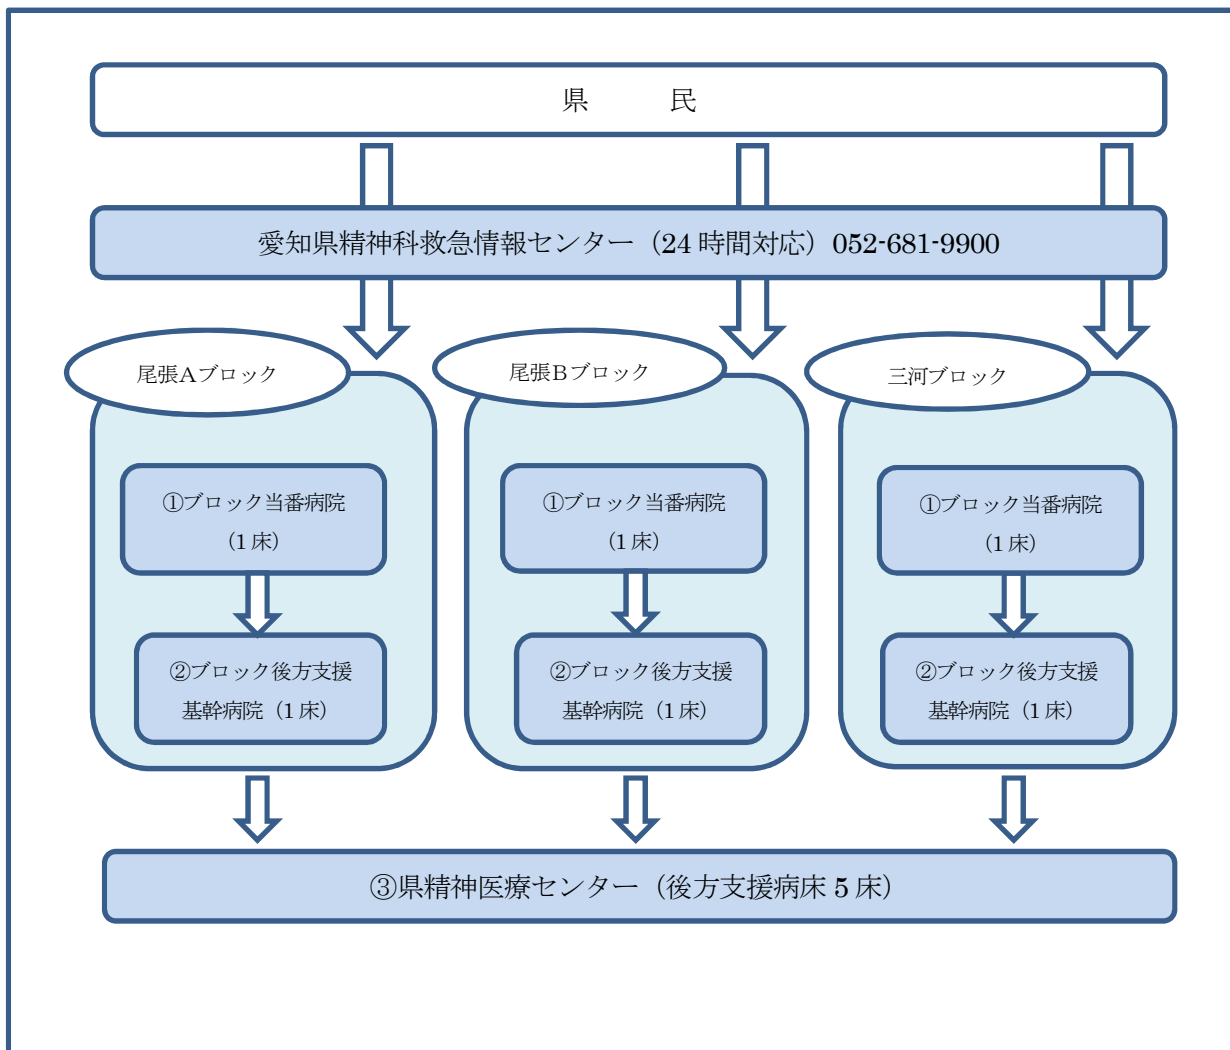 県　　　民
愛知県精神科救急情報センター（24 時間対応）052-681-9900
尾張Aブロック
尾張Bブロック
三河ブロック
①ブロック当番病院
（1 床）
①ブロック当番病院
（1 床）
①ブロック当番病院
（1 床）
②ブロック後方支援
基幹病院（1 床）
②ブロック後方支援
基幹病院（1 床）
②ブロック後方支援
基幹病院（1 床）
③県精神医療センター（後方支援病床 5 床）